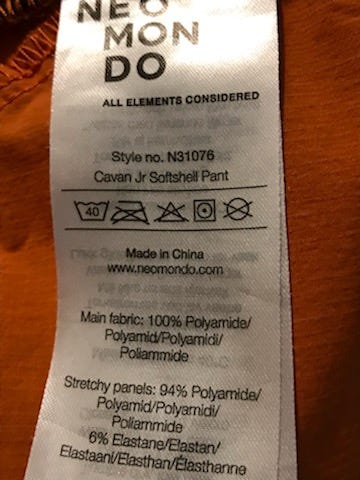 NEO
MON
DO
ALL ELEMENTS CONSIDERED
Style no. N31076
Cavan Jr Softshell Pant
40
Made in China
www.neomondo.com
Main fabric: 100% Polyamide/
Polyamid/Polyamidi/
Poliammide
Stretchy panels: 94% Polyamide/
Polyamid/Polyamidi/
Poliammide
6% Elastane/Elastan/
Elastaani/Elasthan/Élasthanne